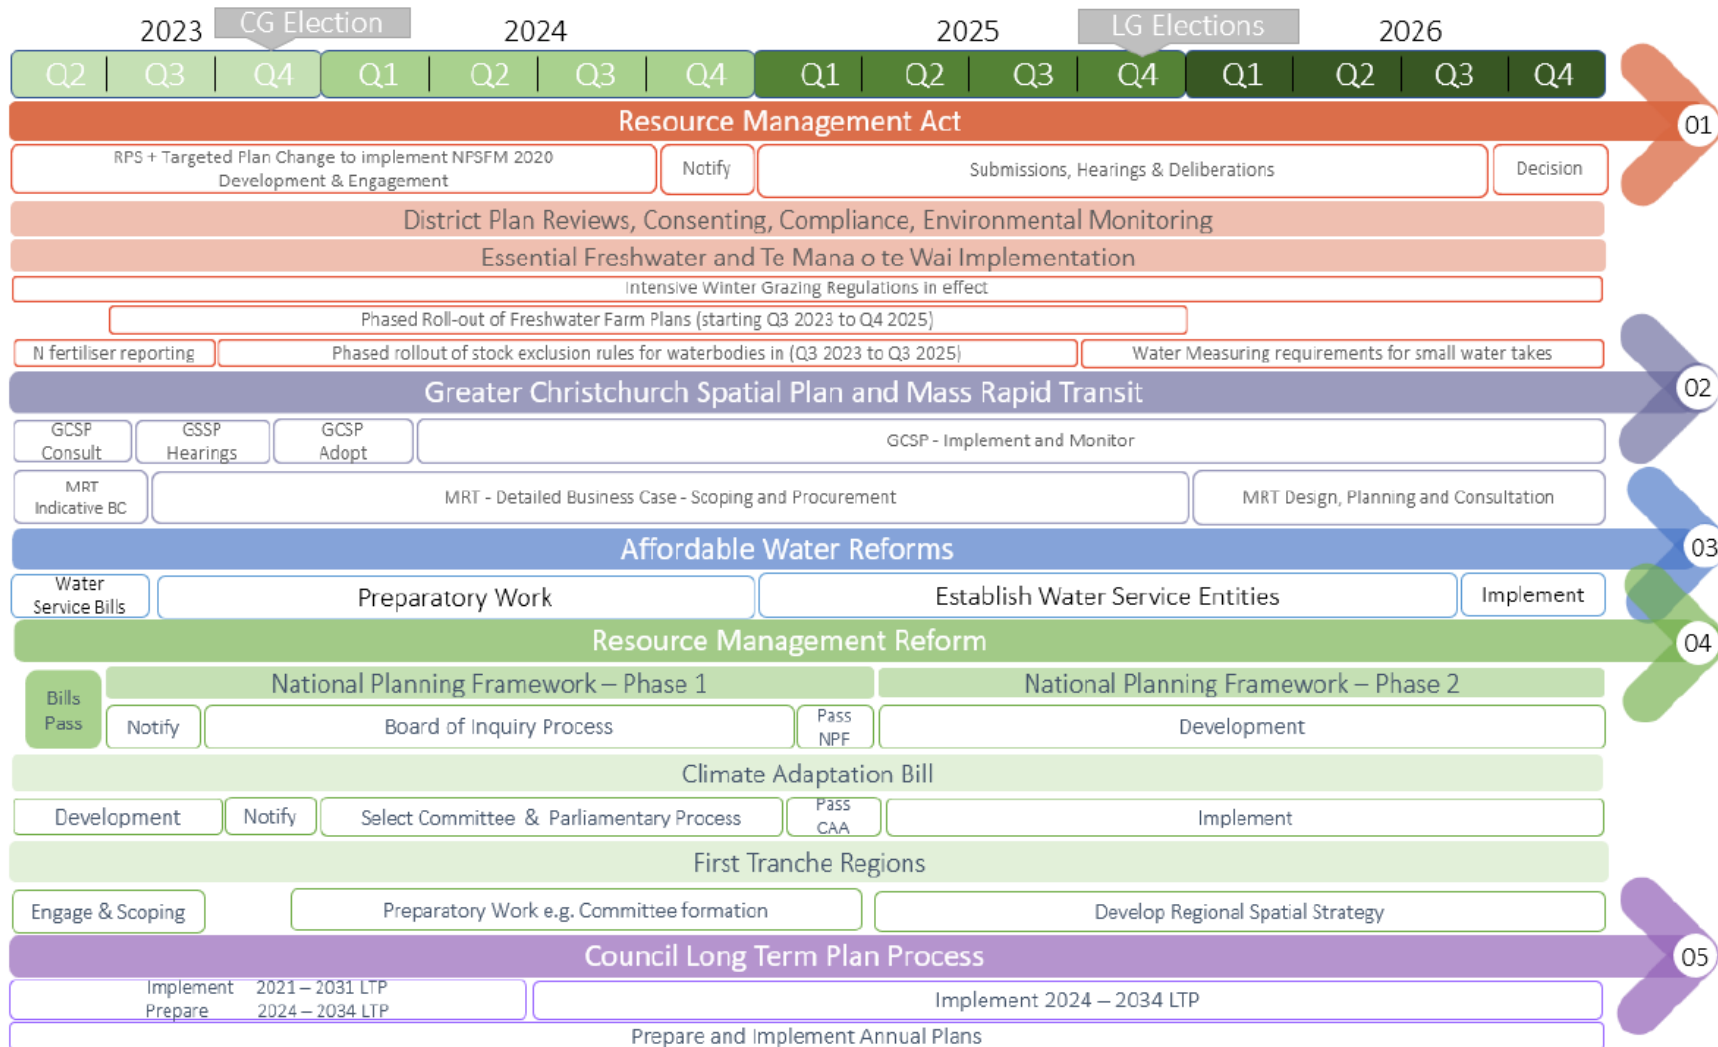 CG Election
LG Elections
2023
2024
2025
2026
Q2 Q3 Q4 Q1 Q2 Q3 Q4 Q1 Q2 Q3 Q4 Q1 Q2 Q3 Q4
Resource Management Act
01
RPS + Targeted Plan Change to implement NFSFM 2020
Development & Engagement
Notify
Submissions, Hearings & Deliberations
Decision
District Plan Reviews, Consenting, Compliance, Environmental Monitoring
Essential Freshwater and Te Mana o te Wai Implementation
Intensive Winter Grazing Regulations in effect
Phased Roll-out of Freshwater Farm Plans (starting Q3 2023 to Q4 2025)
N fertiliser reporting
Phased rollout of stock exclusion rules for waterbodies in (Q3 2023 to Q3 2025)
Water Measuring requirements for small water takes
Greater Christchurch Spatial Plan and Mass Rapid Transit
02
GCSP
Consult
GSSP
Hearings
GCSP
Adopt
GCSP - Implement and Monitor
MRT
Indicative BC
MRT - Detailed Business Case - Scoping and Procurement
MRT Design, Planning and Consultation
Affordable Water Reforms
03
Water
Service Bills
Preparatory Work
Establish Water Service Entities
Implement
Resource Management Reform
04
Bills
Pass
National Planning Framework – Phase 1
National Planning Framework – Phase 2
Notify
Board of Inquiry Process
Pass
NPF
Development
Climate Adaptation Bill
Development
Notify
Select Committee & Parliamentary Process
Pass
CAA
Implement
First Tranche Regions
Engage & Scoping
Preparatory Work e.g. Committee formation
Develop Regional Spatial Strategy
Council Long Term Plan Process
05
Implement 2021 – 2031 LTP
Prepare 2024 – 2034 LTP
Implement 2024 – 2034 LTP
Prepare and Implement Annual Plans